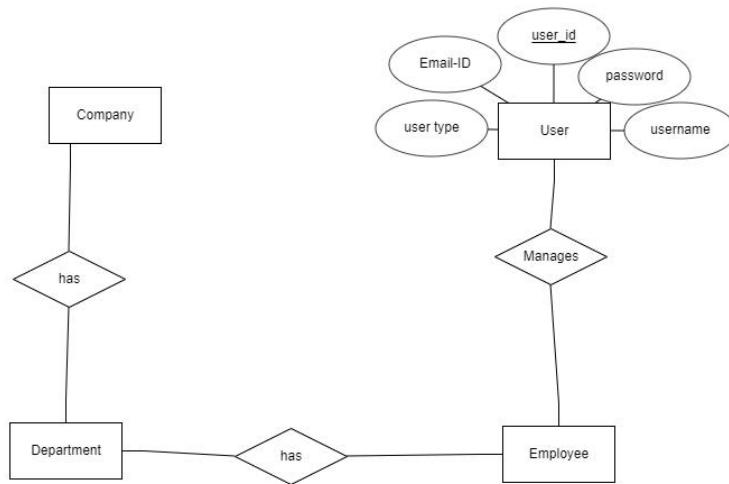 user_id
Email-ID
password
Company
user type
User
username
Manages
has
Department
has
Employee